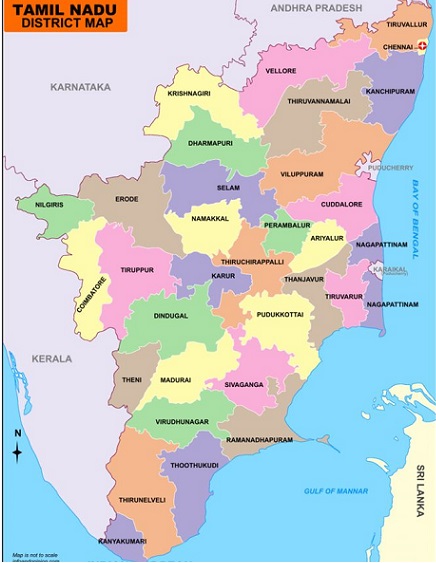 TAMIL NADU
DISTRICT MAP
ANDHRA PRADESH
TIRUVALLUR
CHENNAI
VELLORE
KARNATAKA
KRISHNAGIRI
KANCHIPURAM
THIRUVANNAMALAI
DHARMAPURI
PUDUCHERRY
VILUPPURAM
SELAM
ERODE
NILGIRIS
CUDDALORE
BAY OF BENGAL
NAMAKKAL
PERAMBALUR
ARIYALUR
NAGAPATTINAM
THIRUCHIRAPPALLI
TIRUPPUR
KARUR
KARAIKAL
THANJAVUR
COIMBATORE
TIRUVARUR
NAGAPATTINAM
DINDUGAL
PUDUKKOTTAI
KERALA
THENI
MADURAI
SIVAGANGA
VIRUDHUNAGAR
RAMANADHAPURAM
N
THOOTHUKUDI
SRI LANKA
GULF OF MANNAR
THIRUNELVELI
KANYAKUMARI
Map is not to scale